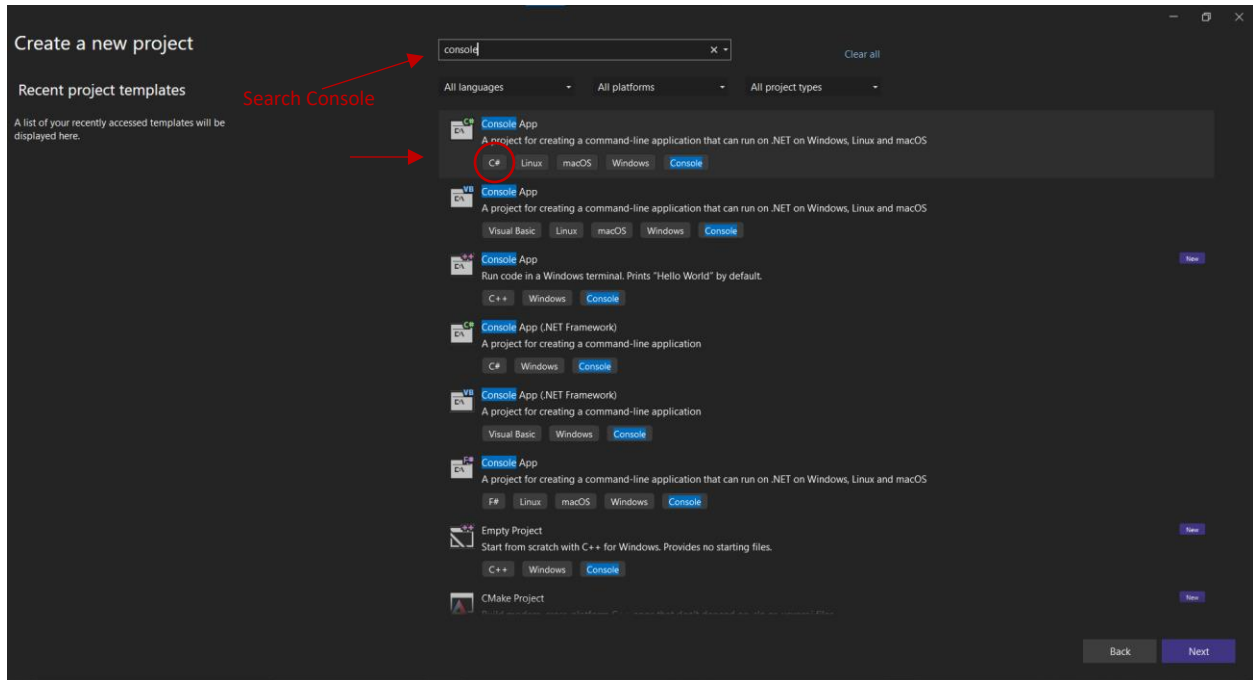 Create a new project
console
Clear all
Recent project templates
Search Console
All languages
All platforms
All project types
A list of your recently accessed templates will be
displayed here.
Console App
A project for creating a command-line application that can run on .NET on Windows, Linux and macOS
C# Linux macOS Windows Console
Console App
A project for creating a command-line application that can run on .NET on Windows, Linux and macOS
Visual Basic Linux macOS Windows Console
Console App
New
Run code in a Windows terminal. Prints "Hello World" by default.
C++ Windows Console
Console App (.NET Framework)
A project for creating a command-line application
C# Windows Console
Console App (.NET Framework)
A project for creating a command-line application
Visual Basic Windows Console
Console App
A project for creating a command-line application that can run on .NET on Windows, Linux and macOS
F# Linux macOS Windows Console
Empty Project
New
Start from scratch with C++ for Windows. Provides no starting files.
C++ Windows Console
CMake Project
New
Back
Next